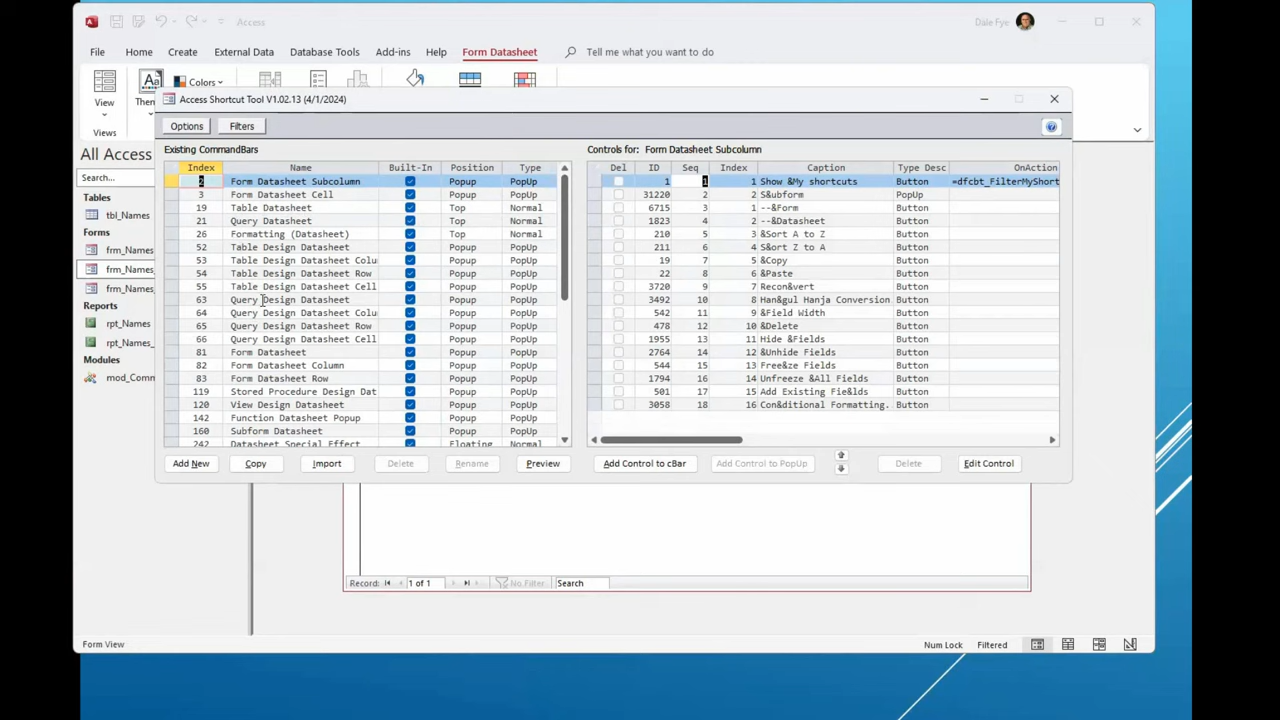 Access
Dale Fye
File Home Create External Data Database Tools Add-ins Help Form Datasheet Tell me what you want to do
View
Aa
Colors
Them
Views
Access Shortcut Tool V1.02.13 (4/1/2024)
Options Filters
All Access
Search...
Tables
tbl_Names
Forms
frm_Names_
frm_Names_
frm_Names_
Reports
rpt_Names
rpt_Names_
Modules
mod_Comm
Existing CommandBars
Index Name Built-In Position Type
2 Form Datasheet Subcolumn Popup PopUp
3 Form Datasheet Cell Popup PopUp
19 Table Datasheet Top Normal
21 Query Datasheet Top Normal
26 Formatting (Datasheet) Top Normal
52 Table Design Datasheet Popup PopUp
53 Table Design Datasheet Colu Popup PopUp
54 Table Design Datasheet Row Popup PopUp
55 Table Design Datasheet Cell Popup PopUp
63 Query Design Datasheet Popup PopUp
64 Query Design Datasheet Colu Popup PopUp
65 Query Design Datasheet Row Popup PopUp
66 Query Design Datasheet Cell Popup PopUp
81 Form Datasheet Popup PopUp
82 Form Datasheet Column Popup PopUp
83 Form Datasheet Row Popup PopUp
119 Stored Procedure Design Dat Popup PopUp
120 View Design Datasheet Popup PopUp
142 Function Datasheet Popup Popup PopUp
160 Subform Datasheet Popup PopUp
242 Datasheet Special Effect Floating Normal
Add New Copy Import Delete Rename Preview
Controls for: Form Datasheet Subcolumn
Del ID Seq Index Caption Type Desc OnAction
1 1 1 Show &My shortcuts Button =dfcbt_FilterMyShort
31220 2 2 S&ubform PopUp
6715 3 1 --&Form Button
1823 4 2 --&Datasheet Button
210 5 3 &Sort A to Z Button
211 6 4 S&ort Z to A Button
19 7 5 &Copy Button
22 8 6 &Paste Button
3720 9 7 Recon&vert Button
3492 10 8 Han&gul Hanja Conversion. Button
542 11 9 &Field Width Button
478 12 10 &Delete Button
1955 13 11 Hide &Fields Button
2764 14 12 &Unhide Fields Button
544 15 13 Free&ze Fields Button
1794 16 14 Unfreeze &All Fields Button
501 17 15 Add Existing Fie&lds Button
3058 18 16 Con&ditional Formatting. Button
Add Control to cBar Add Control to PopUp Delete Edit Control
Record: 1 of 1 No Filter Search
Form View Num Lock Filtered